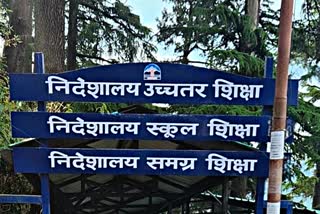 निदेशालय उच्चतर शिक्षा
निदेशालय स्कूल शिक्षा
निदेशालय समग्र शिक्षा